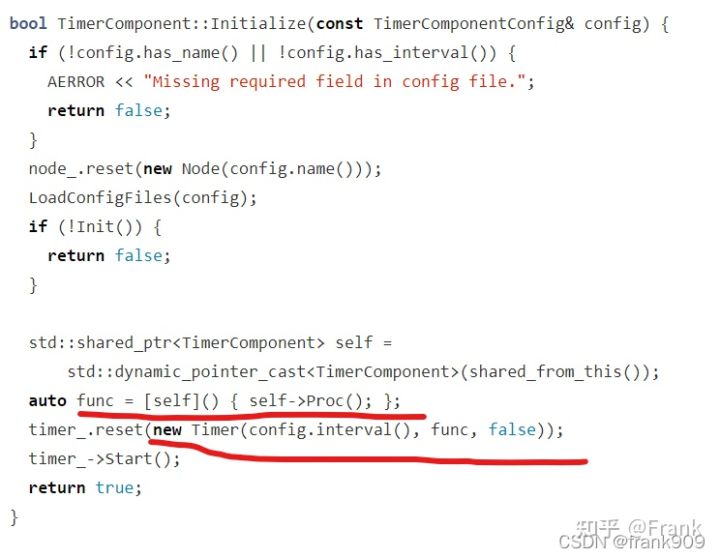 bool TimerComponent::Initialize(const TimerComponentConfig& config) {
  if (!config.has_name() || !config.has_interval()) {
    AERROR << "Missing required field in config file.";
    return false;
  }
  node_.reset(new Node(config.name()));
  LoadConfigFiles(config);
  if (!Init()) {
    return false;
  }

  std::shared_ptr<TimerComponent> self =
      std::dynamic_pointer_cast<TimerComponent>(shared_from_this());
  auto func = [self]() { self->Proc(); };
  timer_.reset(new Timer(config.interval(), func, false));
  timer_->Start();
  return true;
}
知乎 @Frank
CSDN @frank909